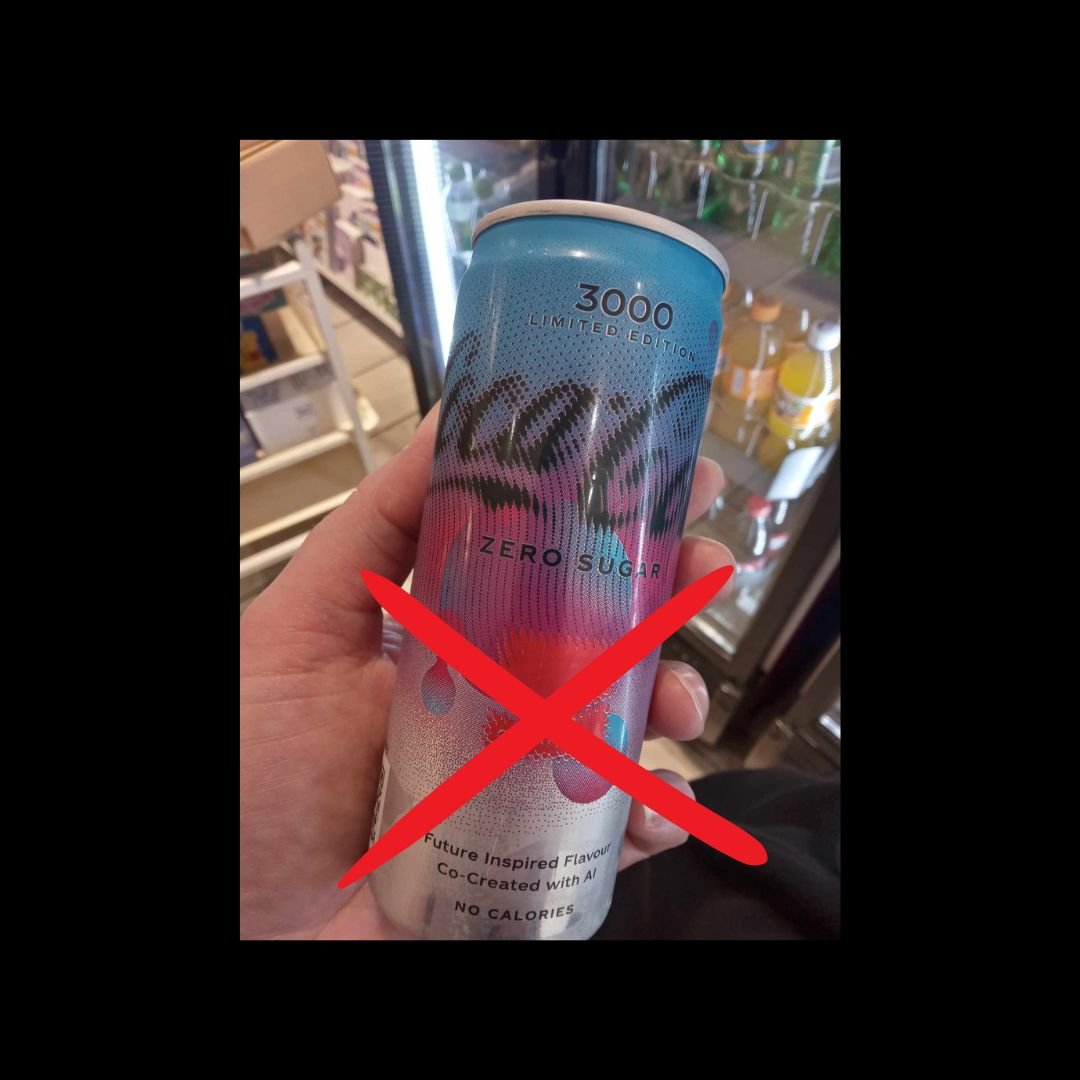 3000
LIMITED EDITION
ZERO SUGAR
Future Inspired Flavour
Co-Created with AI
NO CALORIES